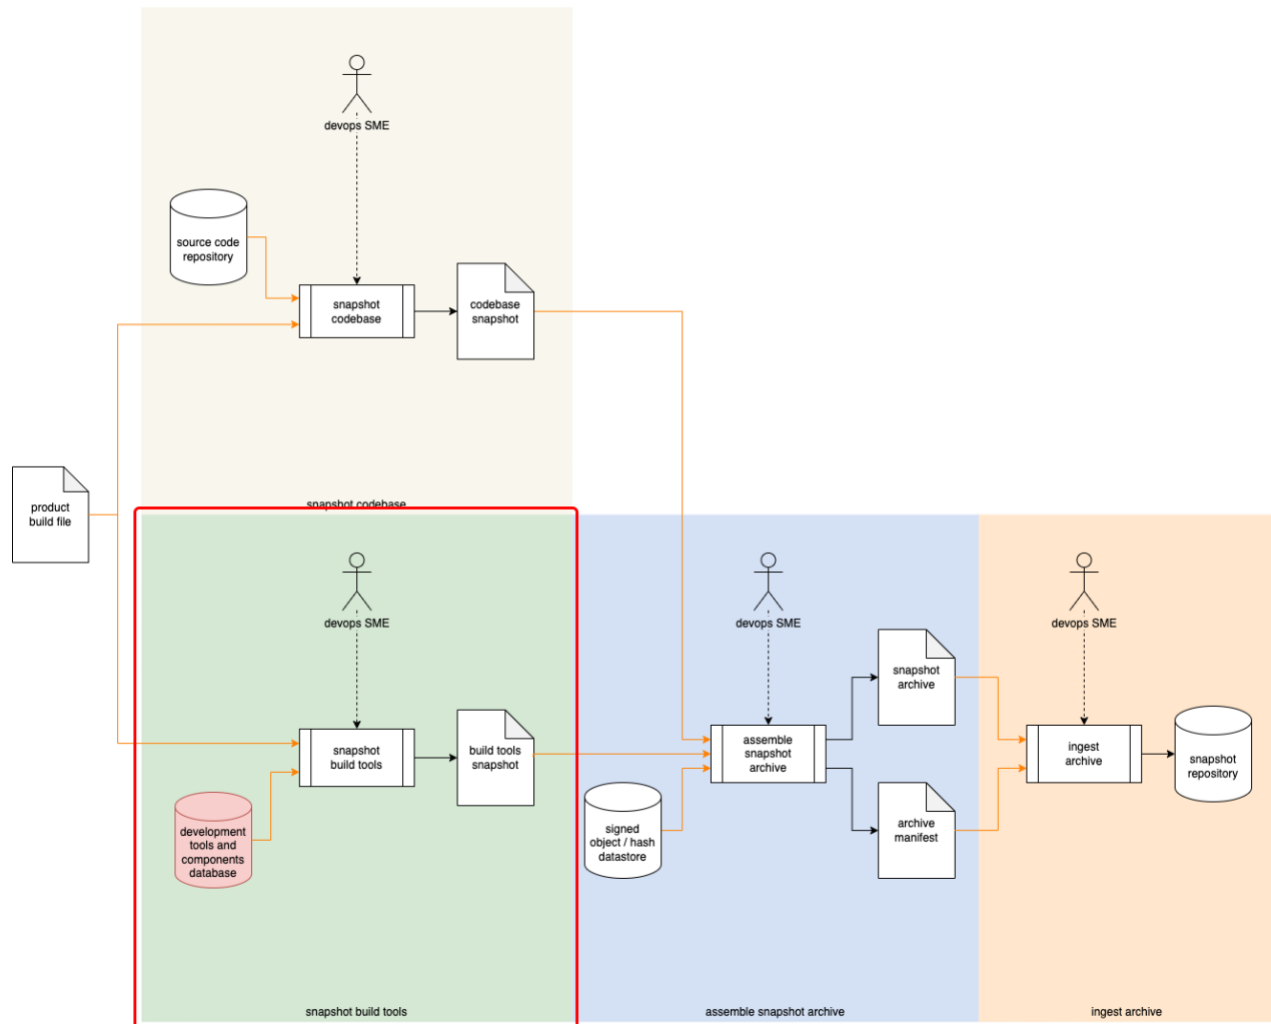 devops SME
source code
repository
snapshot
codebase
codebase
snapshot
product
build file
snapshot codebase
devops SME
devops SME
devops SME
snapshot
build tools
build tools
snapshot
development
tools and
components
database
signed
object / hash
datastore
assemble
snapshot
archive
snapshot
archive
archive
manifest
ingest
archive
snapshot
repository
snapshot build tools
assemble snapshot archive
ingest archive